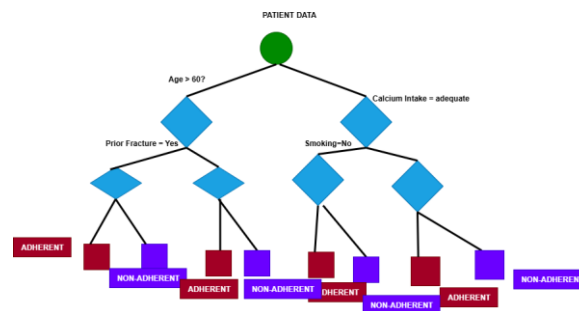 PATIENT DATA
Age > 60?
Calcium Intake = adequate
Prior Fracture = Yes
Smoking=No
ADHERENT
NON-ADHERENT
ADHERENT
NON-ADHERENT
ADHERENT
NON-ADHERENT
ADHERENT
NON-ADHERENT